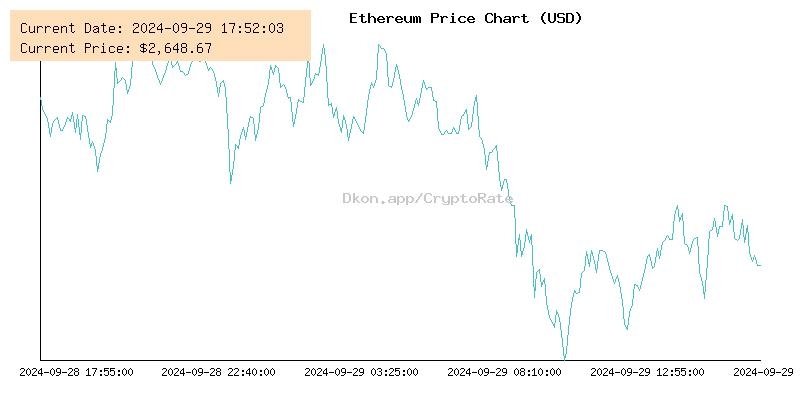 Ethereum Price Chart (USD)
Current Date: 2024-09-29 17:52:03
Current Price: $2,648.67
Dkon.app/CryptoRate
2024-09-28 17:55:00 2024-09-28 22:40:00 2024-09-29 03:25:00 2024-09-29 08:10:00 2024-09-29 12:55:00 2024-09-29